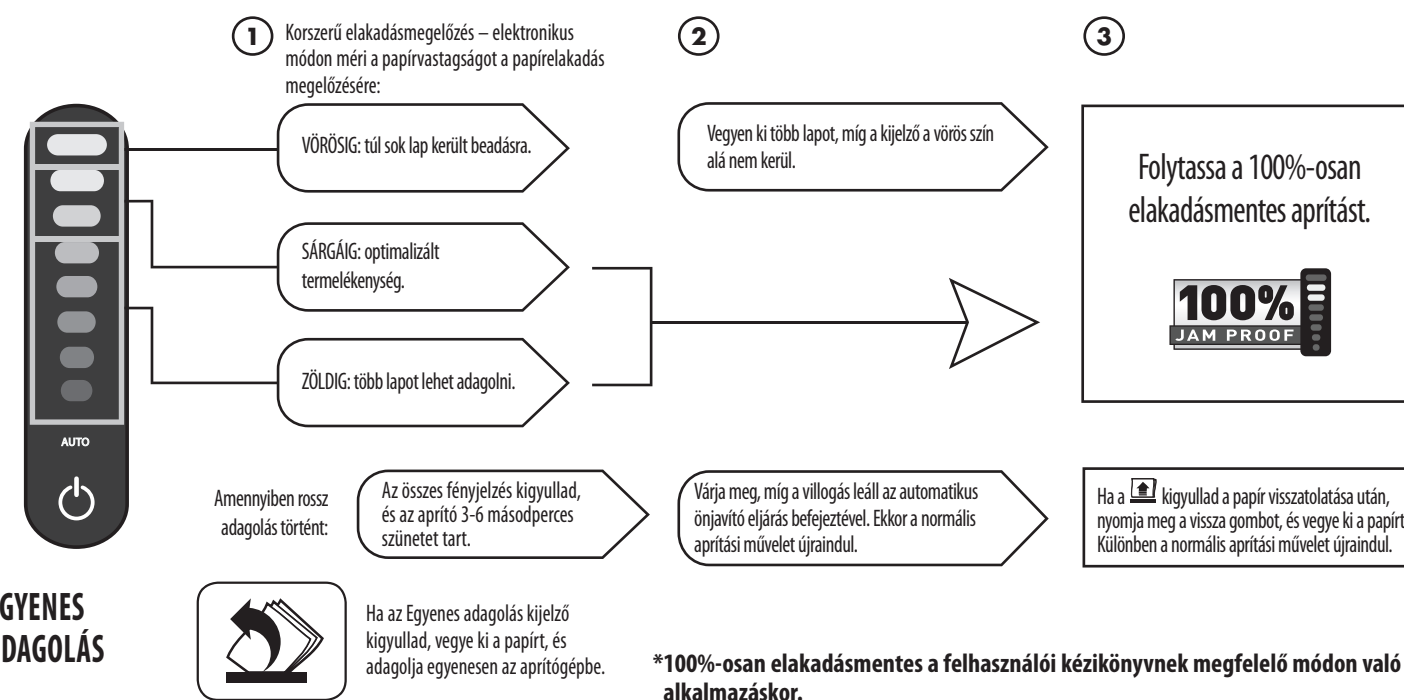 1
Korszerű elakadásmegelőzés – elektronikus
módon méri a papírvastagságot a papírelakadás
megelőzésére:
2
3
VÖRÖSIG: túl sok lap került beadásra.
Vegyen ki több lapot, míg a kijelző a vörös szín
alá nem kerül.
SÁRGÁIG: optimalizált
termelékenység.
ZÖLDIG: több lapot lehet adagolni.
Folytassa a 100%-osan
elakadásmentes aprítást.
100%
JAM PROOF
AUTO
Amennyiben rossz
adagolás történt:
Az összes fényjelzés kigyullad,
és az aprító 3-6 másodperces
szünetet tart.
Várja meg, míg a villogás leáll az automatikus
önjavító eljárás befejeztével. Ekkor a normális
aprítási művelet újraindul.
Ha a kigyullad a papír visszatolatása után,
nyomja meg a vissza gombot, és vegye ki a papírt
Különben a normális aprítási művelet újraindul.
GYENES
DAGOLÁS
Ha az Egyenes adagolás kijelző
kigyullad, vegye ki a papírt, és
adagolja egyenesen az aprítógépbe.
*100%-osan elakadásmentes a felhasználói kézikönyvnek megfelelő módon való
alkalmazáskor.